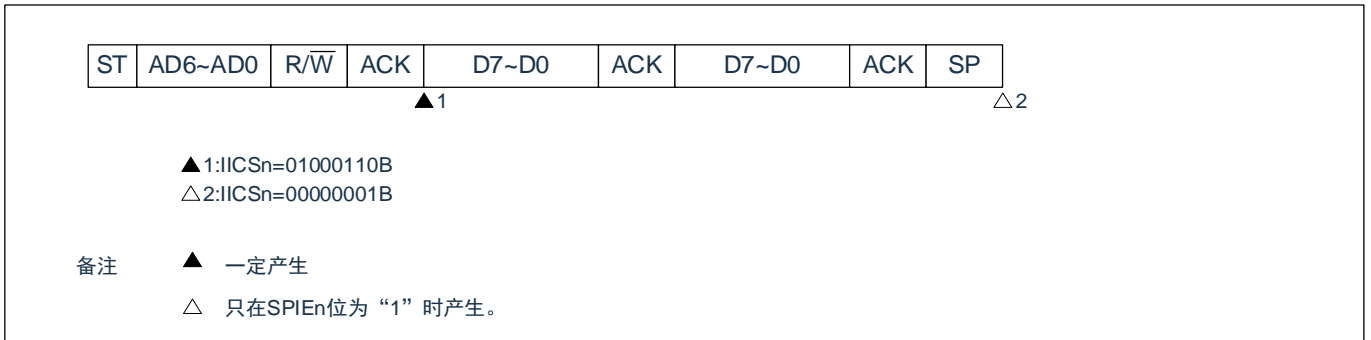 ST AD6~AD0 R/W̅ ACK D7~D0 ACK D7~D0 ACK SP
▲1 △2
▲1:IICSn=01000110B
△2:IICSn=00000001B
备注 ▲ 一定产生
△ 只在SPIEn位为“1”时产生。